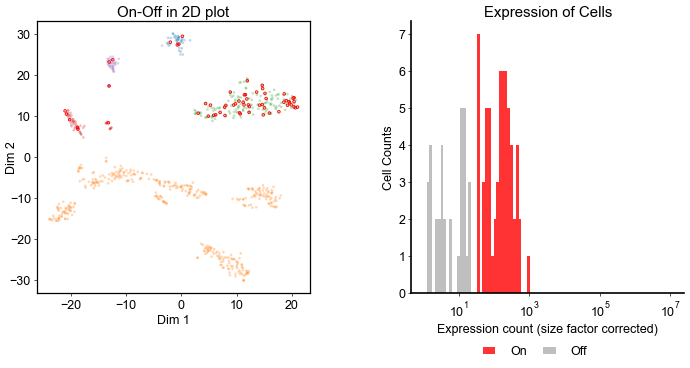 On-Off in 2D plot
30
20
10
0
−10
−20
−30
Dim 2
−20 −10 0 10 20
Dim 1
Expression of Cells
7
6
5
4
3
2
1
0
Cell Counts
10^1 10^3 10^5 10^7
Expression count (size factor corrected)
On Off